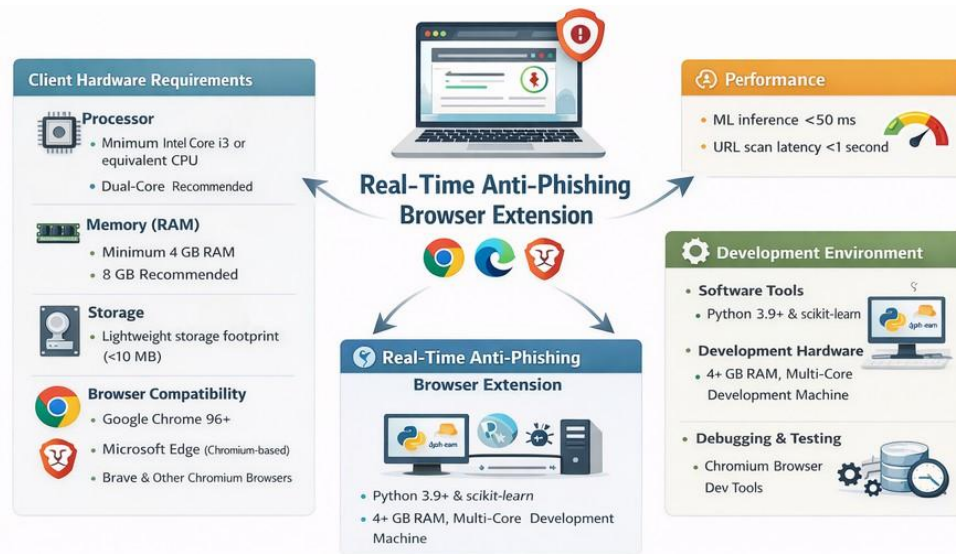 Client Hardware Requirements
Processor
• Mnimum Intel Core i3 or
equivalent CPU
• Dual-Core Recommended
Memory (RAM)
• Minimum 4 GB RAM
• 8 GB Recommended
Storage
• Lightweight storage footprint
(<10 MB)
Browser Compatibility
• Google Chrome 96+
• Microsoft Edge (Chromium-based)
• Brave & Other Chromium Browsers
Real-Time Anti-Phishing
Browser Extension
Real-Time Anti-Phishing
Browser Extension
• Python 3.9+ & scikit-learn
• 4+ GB RAM, Multi-Core Development
Machine
Performance
• ML inference <50 ms
• URL scan latency <1 second
Development Environment
• Software Tools
• Python 3.9+ & scikit-learn
• Development Hardware
• 4+ GB RAM, Multi-Core
Development Machine
• Debugging & Testing
• Chromium Browser
Dev Tools